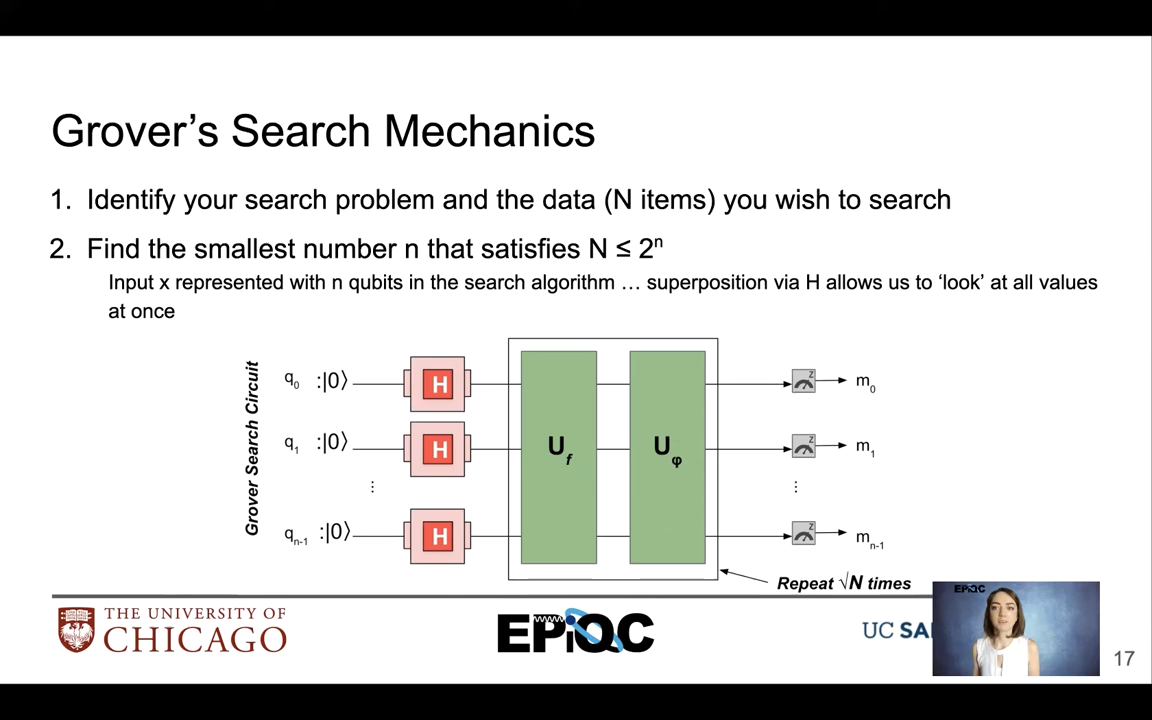 Grover's Search Mechanics
1. Identify your search problem and the data (N items) you wish to search
2. Find the smallest number n that satisfies N ≤ 2ⁿ
Input x represented with n qubits in the search algorithm … superposition via H allows us to 'look' at all values
at once
Grover Search Circuit
q₀ :|0⟩ H m₀
q₁ :|0⟩ H m₁
U_f U_φ
⋮ ⋮
qₙ₋₁ :|0⟩ H mₙ₋₁
z
z
z
Repeat √N times
THE UNIVERSITY OF
CHICAGO
EPiQC
UC SA
EPiQC
17